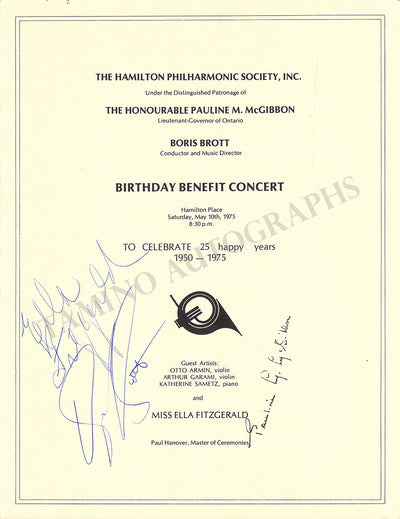 THE HAMILTON PHILHARMONIC SOCIETY, INC.
Under the Distinguished Patronage of
THE HONOURABLE PAULINE M. McGIBBON
Lieutenant-Governor of Ontario
BORIS BROTT
Conductor and Music Director
BIRTHDAY BENEFIT CONCERT
Hamilton Place
Saturday, May 10th, 1975
8:30 p.m.
TAMINO AUTOGRAPHS
TO CELEBRATE 25 happy years
1950 — 1975
Ella
Guest Artists:
OTTO ARMIN, violin
ARTHUR GARAMI, violin
KATHERINE SAMETZ, piano
and
MISS ELLA FITZGERALD
Paul Hanover, Master of Ceremonies
Pauline McGibbon